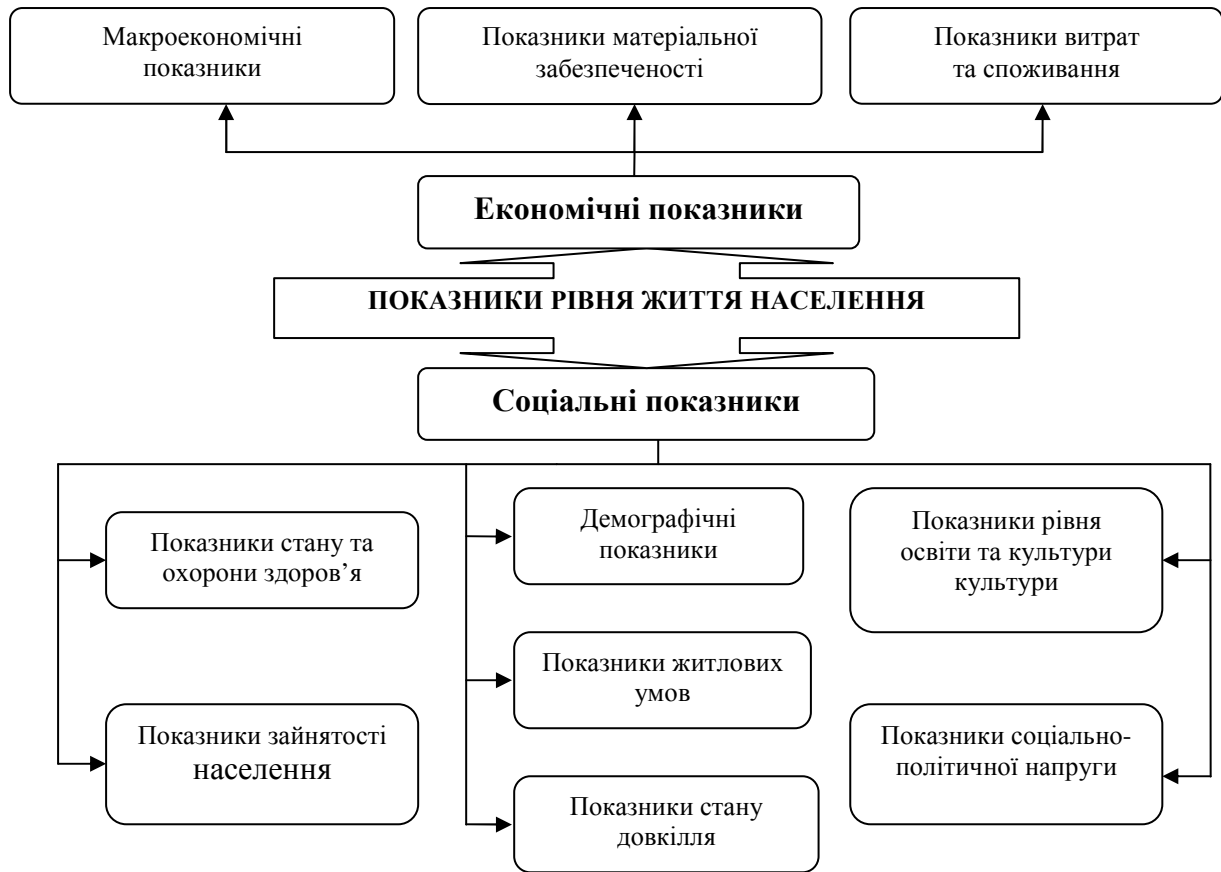 Макроекономічні
показники
Показники матеріальної
забезпеченості
Показники витрат
та споживання
Економічні показники
ПОКАЗНИКИ РІВНЯ ЖИТТЯ НАСЕЛЕННЯ
Соціальні показники
Показники стану та
охорони здоров’я
Демографічні
показники
Показники рівня
освіти та культури
культури
Показники житлових
умов
Показники зайнятості
населення
Показники соціально-
політичної напруги
Показники стану
довкілля